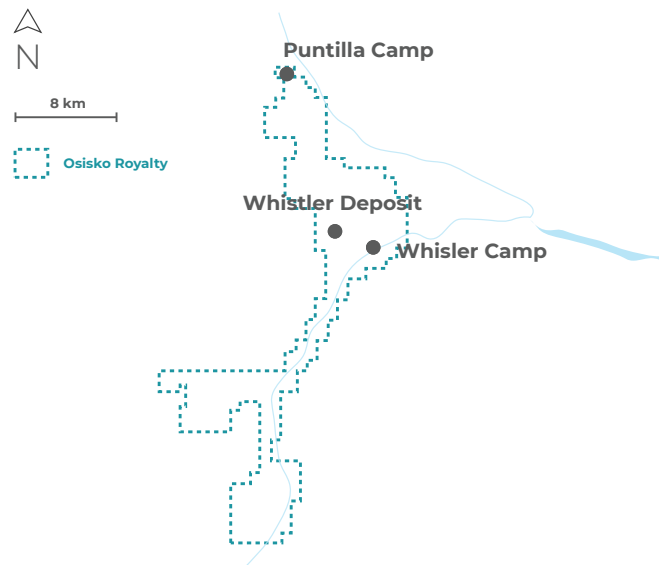 N
8 km
Osisko Royalty
Puntilla Camp
Whistler Deposit
Whisler Camp